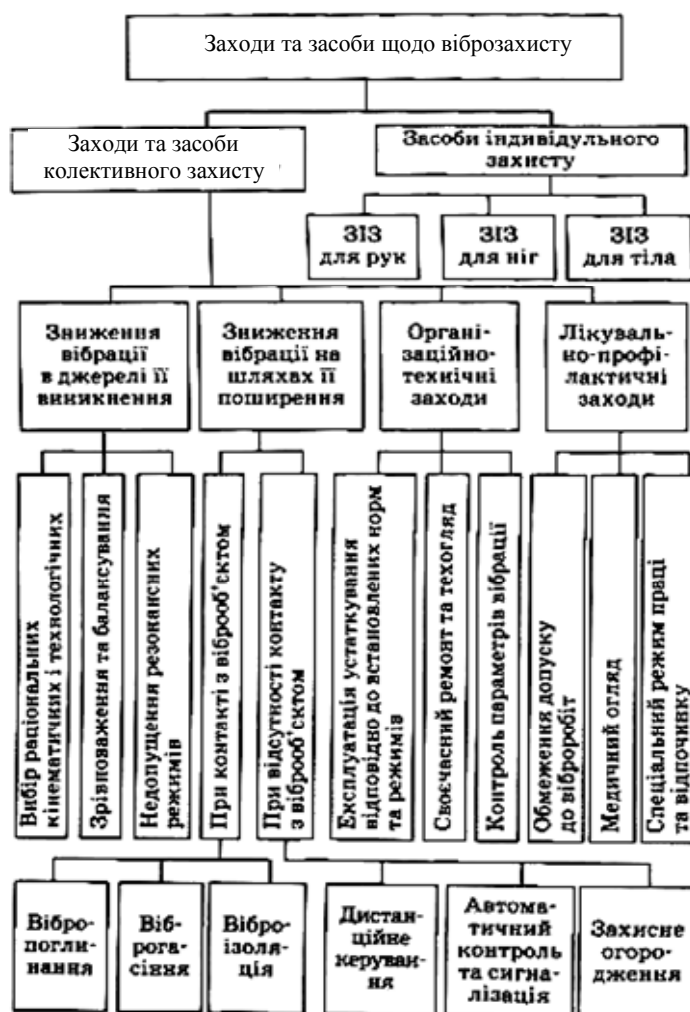 Заходи та засоби щодо віброзахисту
Заходи та засоби
колективного захисту
Засоби індивідульного
захисту
ЗІЗ
для рук
ЗІЗ
для ніг
ЗІЗ
для тіла
Зниження
вібрації
в джерелі її
виникнення
Зниження
вібрації на
шляхах її
поширення
Органі-
заційно-
технічні
заходи
Лікуваль-
но-профі-
лактичні
заходи
Вибір раціональних
кінематичних і технологічних
Зрівноваження та балансування
Недопущення резонансних
режимів
При контакті з віброоб'єктом
При відсутності контакту
з віброоб'єктом
Експлуатація устаткування
відповідно до встановлених норм
та режимів
Своєчасний ремонт та техогляд
Контроль параметрів вібрації
Обмеження допуску
до віброробіт
Медичний огляд
Спеціальний режим праці
та відпочинку
Вібро-
погли-
нання
Віб-
рога-
сіння
Вібро-
ізоля-
ція
Дистан-
ційне
керуван-
ня
Автома-
тичний
контроль
та сигна-
лізація
Захисне
огоро-
дження